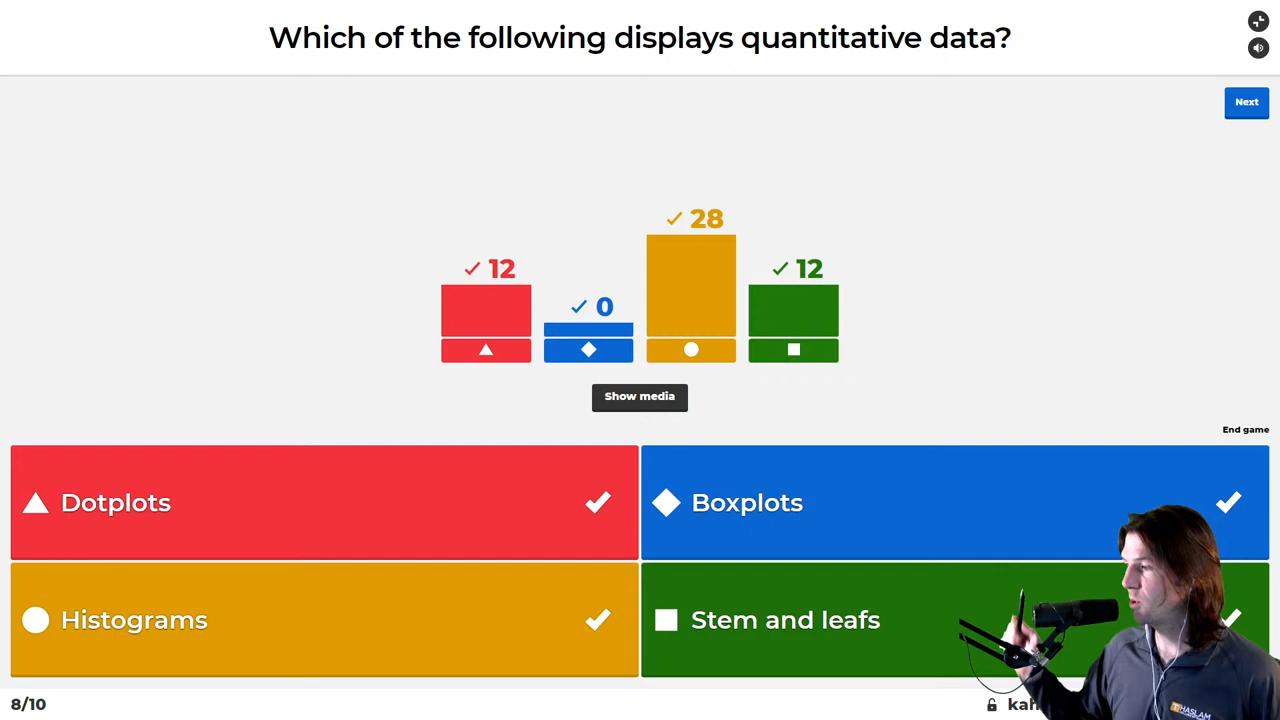 Which of the following displays quantitative data?
Next
28
12
12
0
Show media
End game
Dotplots
Boxplots
Histograms
Stem and leafs
8/10
HASLAM